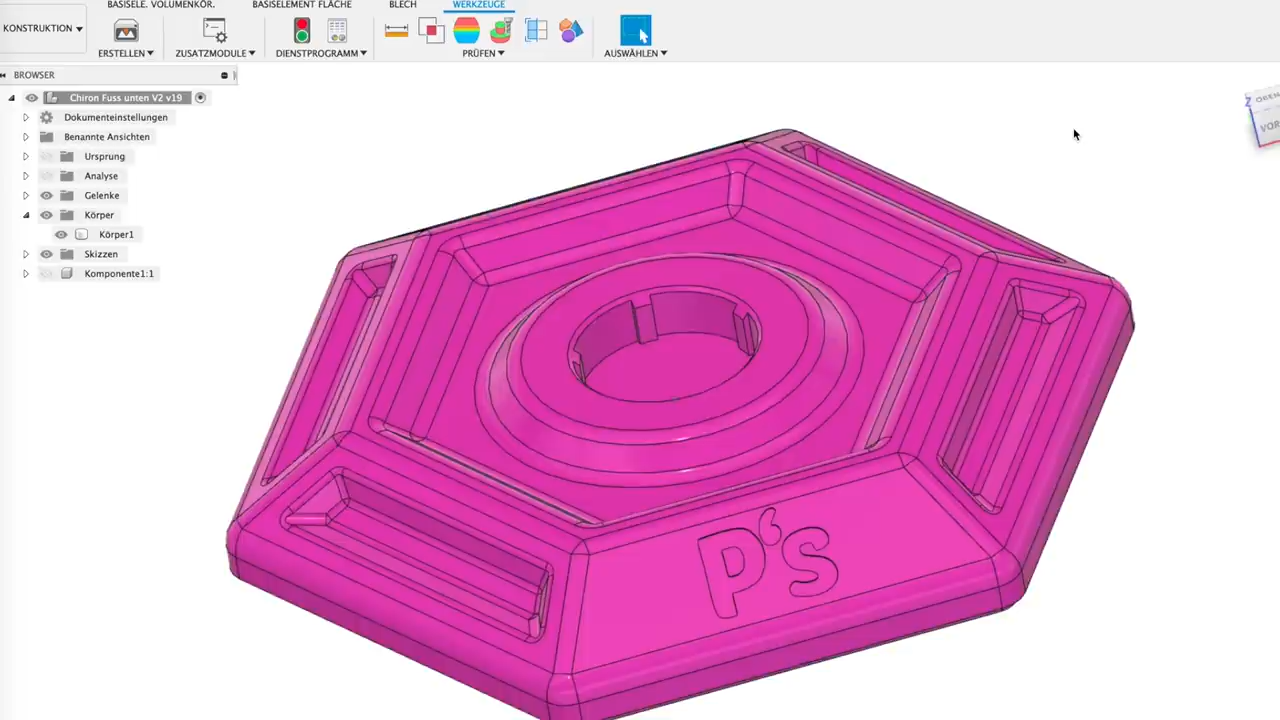 BASISELE. VOLUMENKÖR.
BASISELEMENT FLÄCHE
BLECH
WERKZEUGE
KONSTRUKTION
ERSTELLEN
ZUSATZMODULE
DIENSTPROGRAMM
PRÜFEN
AUSWÄHLEN
BROWSER
Chiron Fuss unten V2 v19
Dokumenteinstellungen
Benannte Ansichten
Ursprung
Analyse
Gelenke
Körper
Körper1
Skizzen
Komponente1:1
Z
P‘s